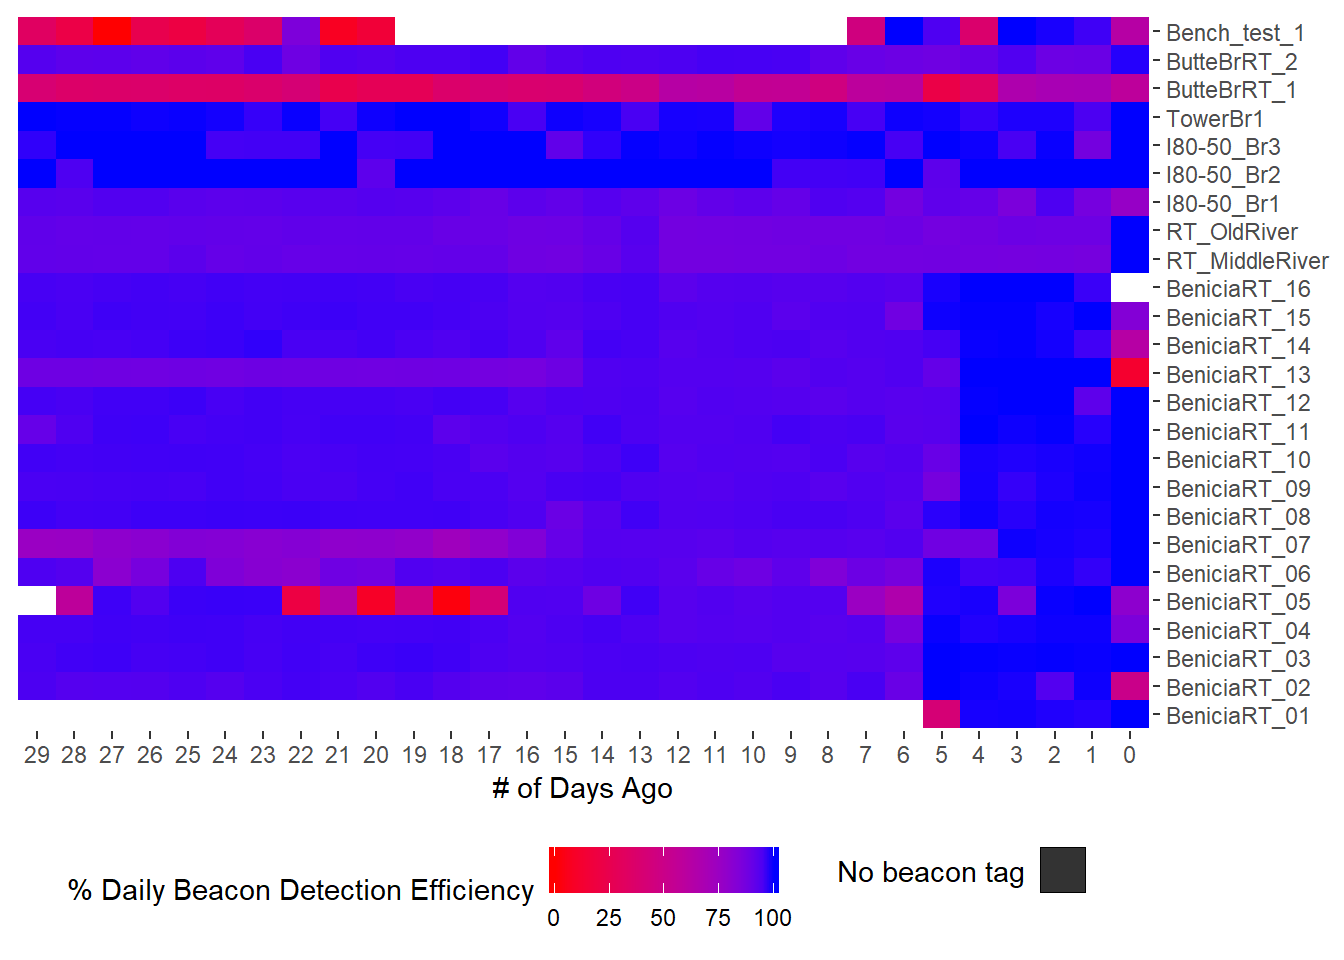 Bench_test_1
ButteBrRT_2
ButteBrRT_1
TowerBr1
I80-50_Br3
I80-50_Br2
I80-50_Br1
RT_OldRiver
RT_MiddleRiver
BeniciaRT_16
BeniciaRT_15
BeniciaRT_14
BeniciaRT_13
BeniciaRT_12
BeniciaRT_11
BeniciaRT_10
BeniciaRT_09
BeniciaRT_08
BeniciaRT_07
BeniciaRT_06
BeniciaRT_05
BeniciaRT_04
BeniciaRT_03
BeniciaRT_02
BeniciaRT_01
29 28 27 26 25 24 23 22 21 20 19 18 17 16 15 14 13 12 11 10 9 8 7 6 5 4 3 2 1 0
# of Days Ago
% Daily Beacon Detection Efficiency
0 25 50 75 100
No beacon tag